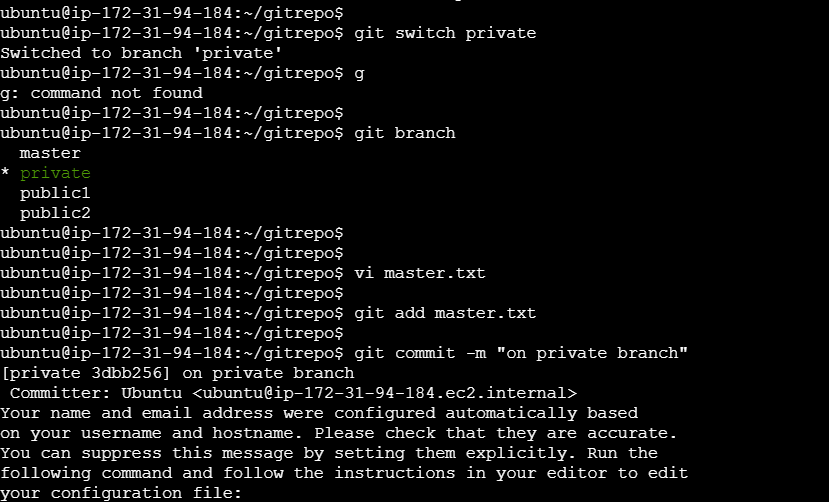 ubuntu@ip-172-31-94-184:~/gitrepo$
ubuntu@ip-172-31-94-184:~/gitrepo$ git switch private
Switched to branch 'private'
ubuntu@ip-172-31-94-184:~/gitrepo$ g
g: command not found
ubuntu@ip-172-31-94-184:~/gitrepo$
ubuntu@ip-172-31-94-184:~/gitrepo$ git branch
  master
* private
  public1
  public2
ubuntu@ip-172-31-94-184:~/gitrepo$
ubuntu@ip-172-31-94-184:~/gitrepo$
ubuntu@ip-172-31-94-184:~/gitrepo$ vi master.txt
ubuntu@ip-172-31-94-184:~/gitrepo$
ubuntu@ip-172-31-94-184:~/gitrepo$ git add master.txt
ubuntu@ip-172-31-94-184:~/gitrepo$
ubuntu@ip-172-31-94-184:~/gitrepo$ git commit -m "on private branch"
[private 3dbb256] on private branch
 Committer: Ubuntu <ubuntu@ip-172-31-94-184.ec2.internal>
Your name and email address were configured automatically based
on your username and hostname. Please check that they are accurate.
You can suppress this message by setting them explicitly. Run the
following command and follow the instructions in your editor to edit
your configuration file: